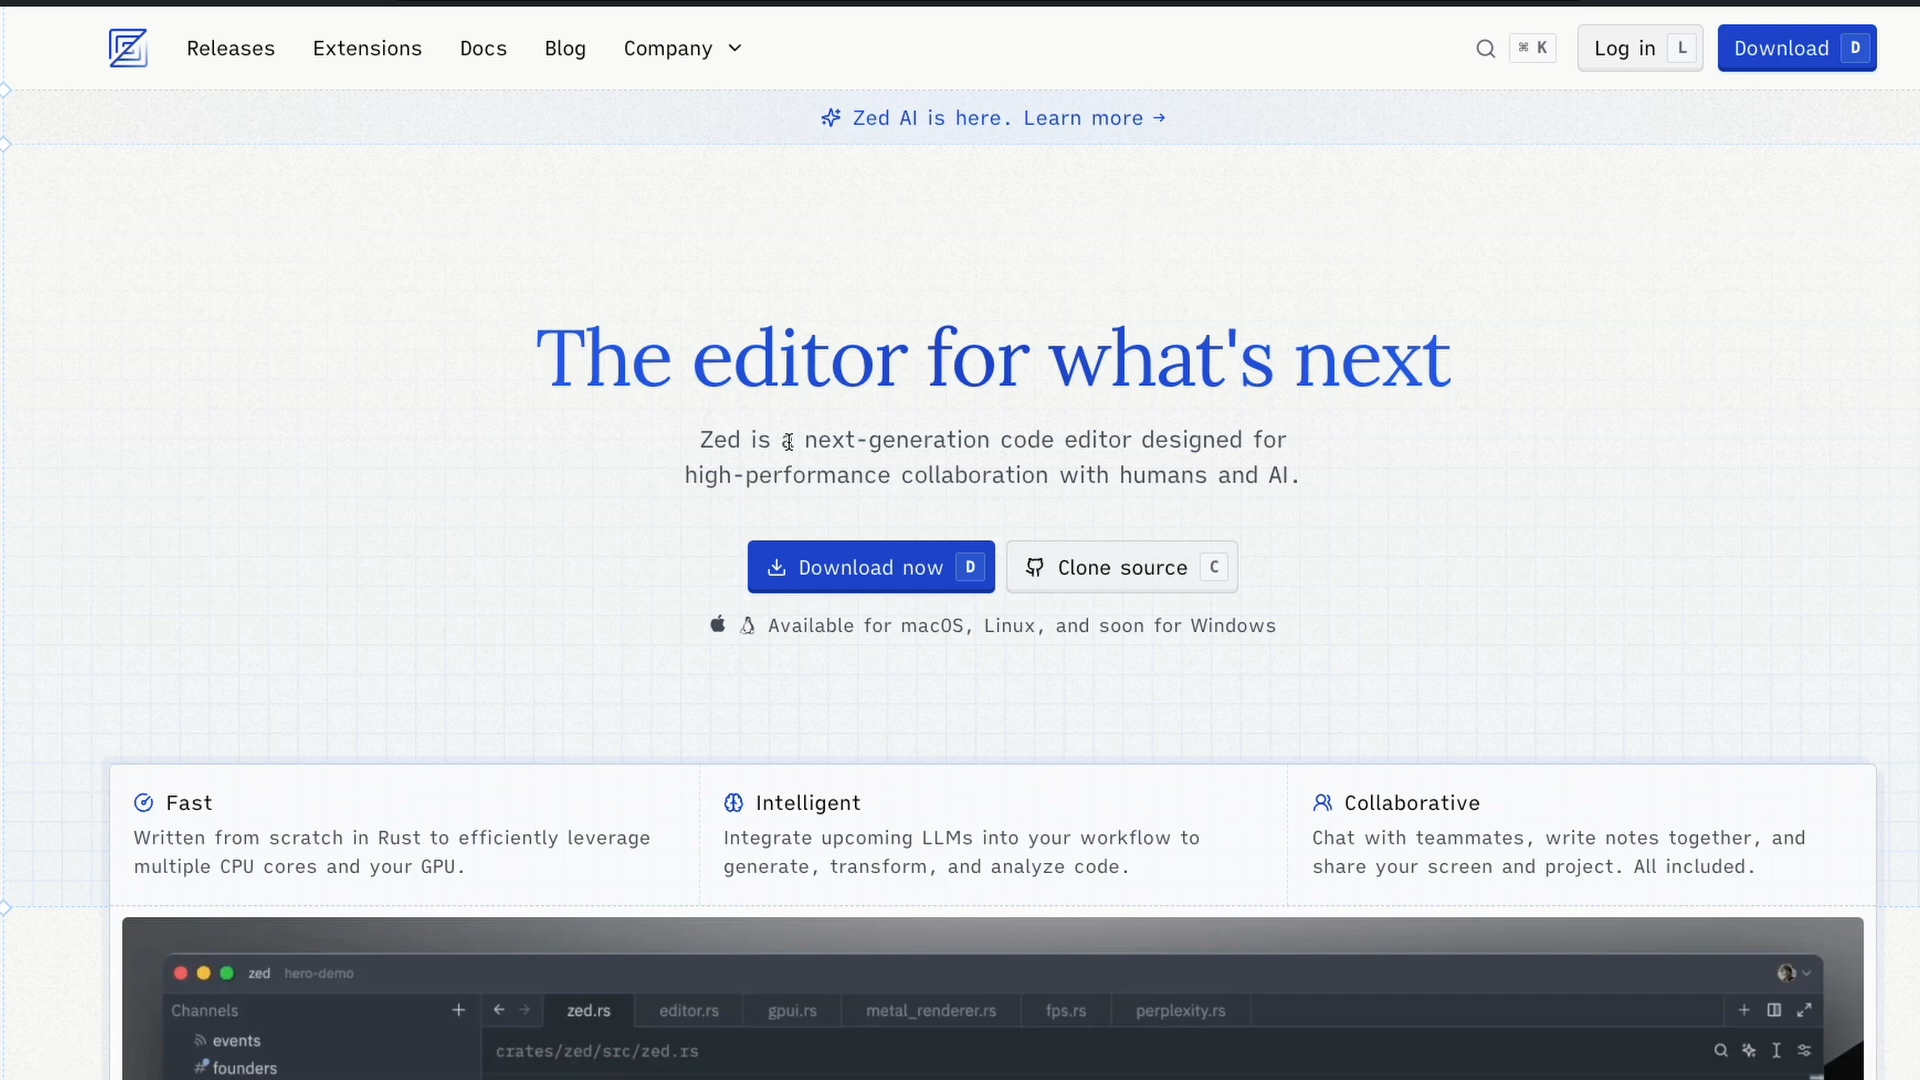 Releases Extensions Docs Blog Company ⌘ K Log in L Download D
Zed AI is here. Learn more →
The editor for what's next
Zed is a next-generation code editor designed for
high-performance collaboration with humans and AI.
Download now D Clone source C
Available for macOS, Linux, and soon for Windows
Fast
Written from scratch in Rust to efficiently leverage
multiple CPU cores and your GPU.
Intelligent
Integrate upcoming LLMs into your workflow to
generate, transform, and analyze code.
Collaborative
Chat with teammates, write notes together, and
share your screen and project. All included.
zed hero-demo
Channels + ← → zed.rs editor.rs gpui.rs metal_renderer.rs fps.rs perplexity.rs +
events
crates/zed/src/zed.rs
founders